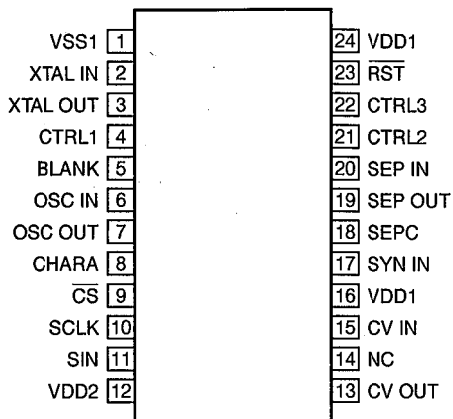 VSS1 1 24 VDD1
XTAL IN 2 23 R̅S̅T̅
XTAL OUT 3 22 CTRL3
CTRL1 4 21 CTRL2
BLANK 5 20 SEP IN
OSC IN 6 19 SEP OUT
OSC OUT 7 18 SEPC
CHARA 8 17 SYN IN
C̅S̅ 9 16 VDD1
SCLK 10 15 CV IN
SIN 11 14 NC
VDD2 12 13 CV OUT